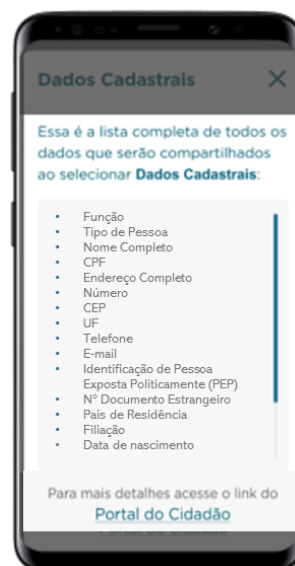 Dados Cadastrais
Essa é a lista completa de todos os
dados que serão compartilhados
ao selecionar Dados Cadastrais:
• Função
• Tipo de Pessoa
• Nome Completo
• CPF
• Endereço Completo
• Número
• CEP
• UF
• Telefone
• E-mail
• Identificação de Pessoa
Exposta Politicamente (PEP)
• Nº Documento Estrangeiro
• País de Residência
• Filiação
• Data de nascimento
Para mais detalhes acesse o link do
Portal do Cidadão